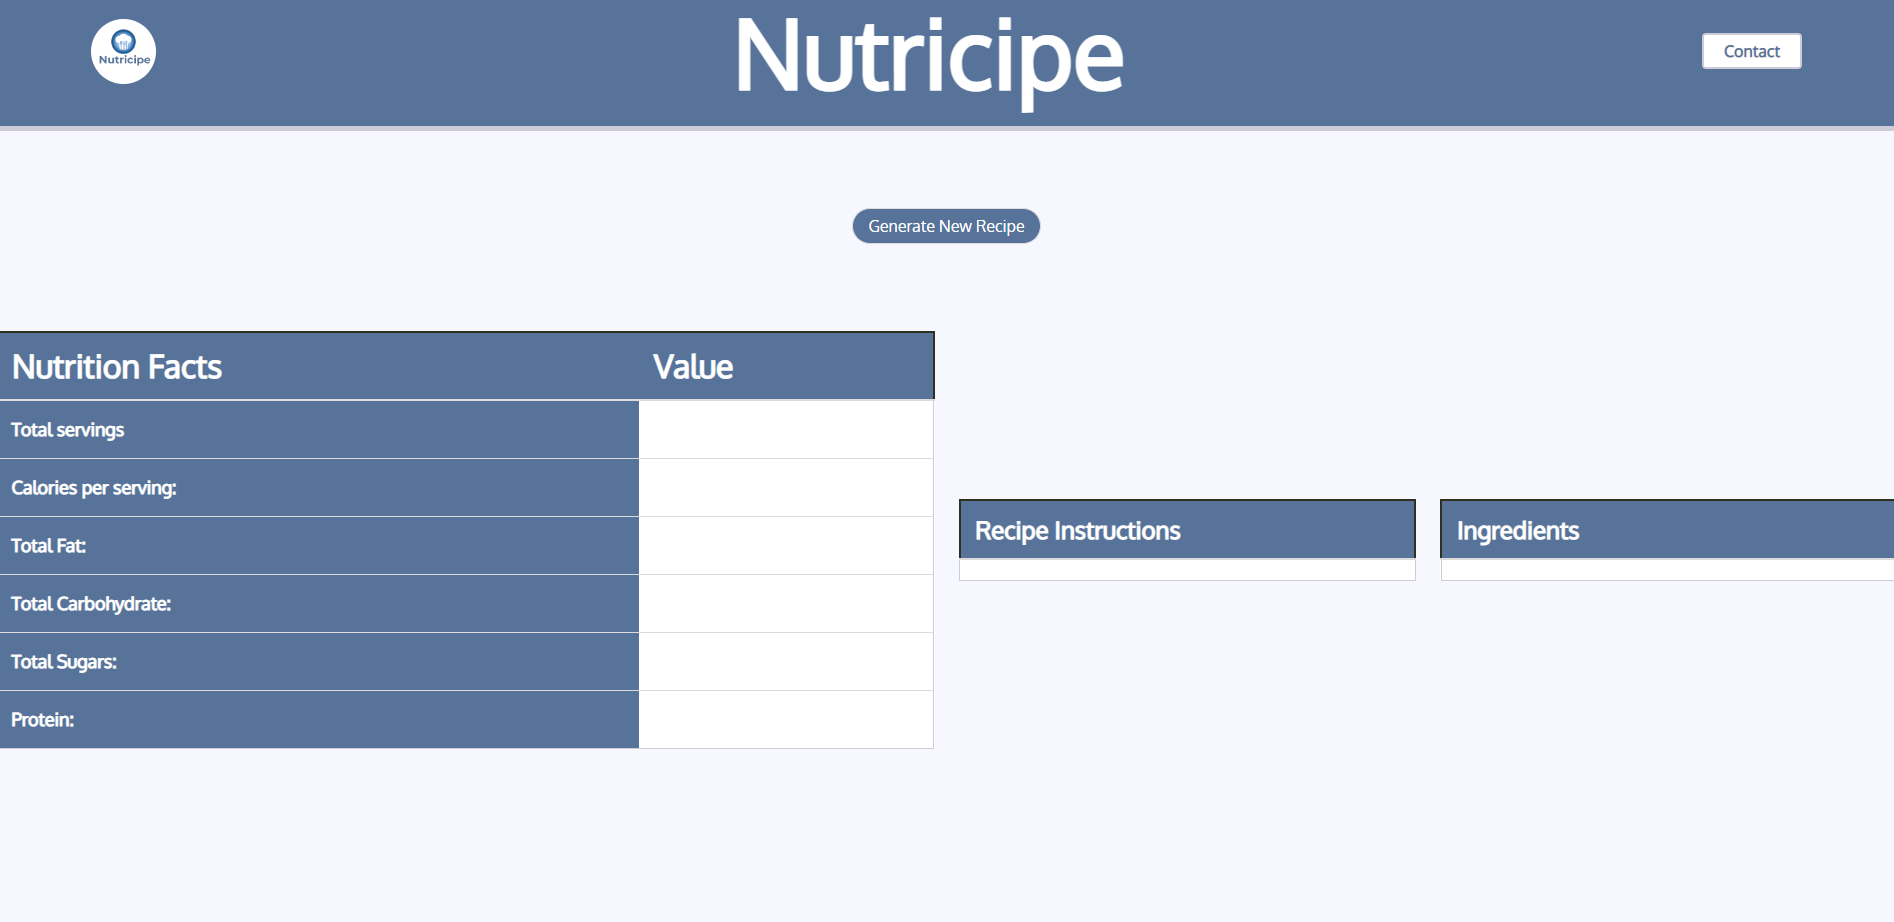 Nutricipe
Nutricipe
Contact
Generate New Recipe
Nutrition Facts Value
Total servings
Calories per serving:
Total Fat:
Total Carbohydrate:
Total Sugars:
Protein:
Recipe Instructions
Ingredients